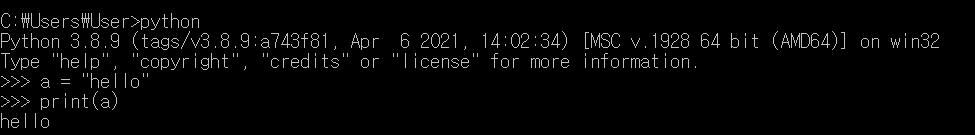 C:₩Users₩User>python
Python 3.8.9 (tags/v3.8.9:a743f81, Apr  6 2021, 14:02:34) [MSC v.1928 64 bit (AMD64)] on win32
Type "help", "copyright", "credits" or "license" for more information.
>>> a = "hello"
>>> print(a)
hello